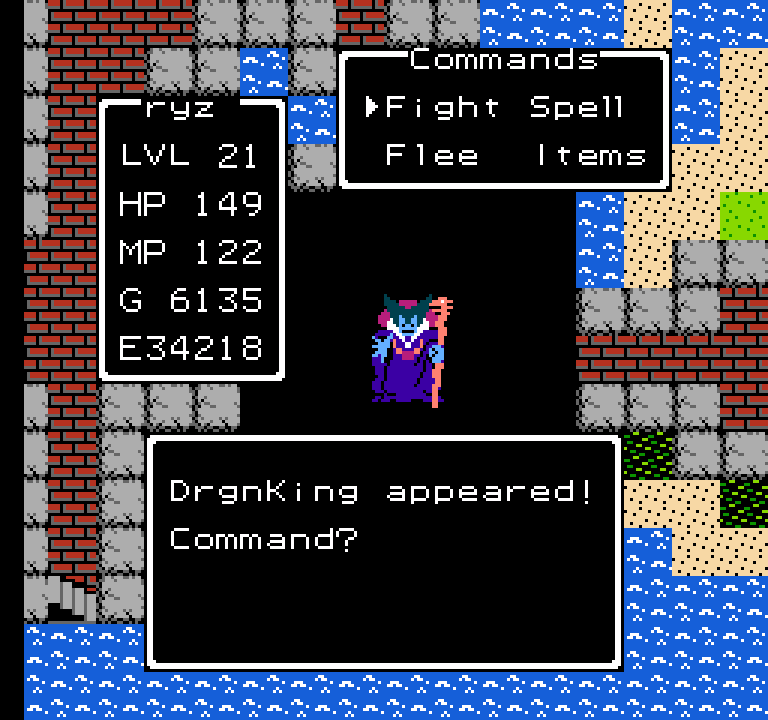 Commands
Fight Spell
Flee Items
ryz
LVL 21
HP 149
MP 122
G 6135
E34218
DrgnKing appeared!
Command?